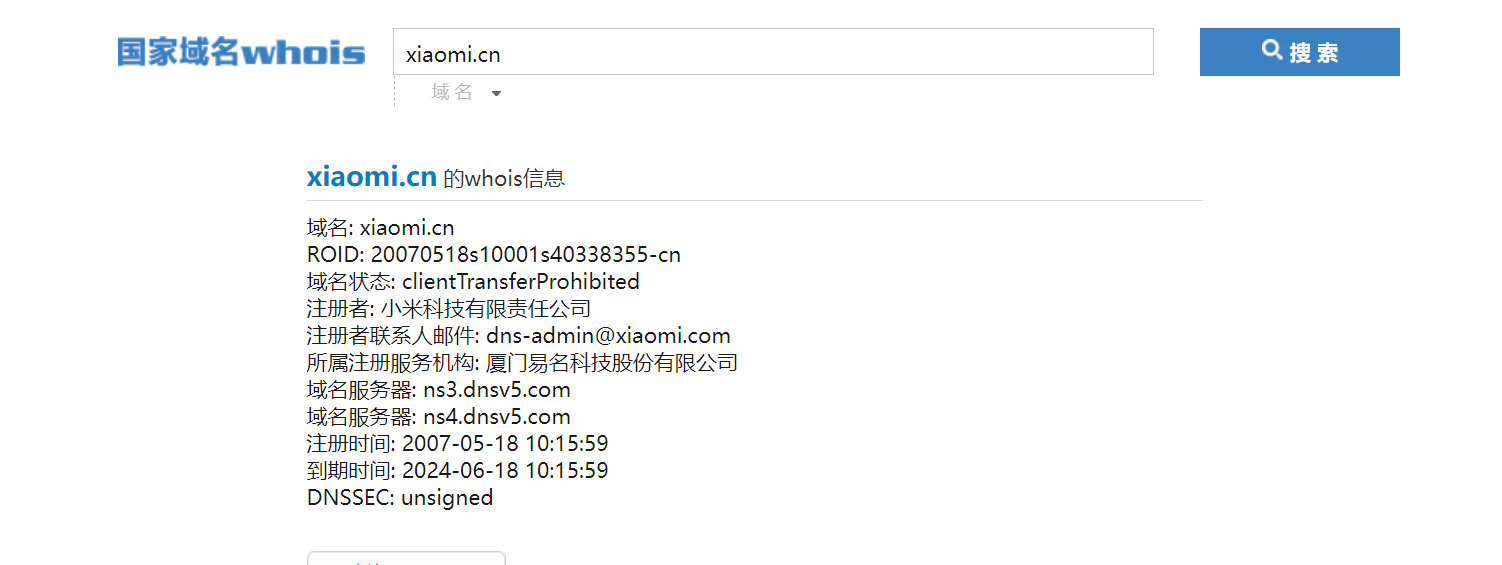 国家域名whois
xiaomi.cn
搜索
域名
xiaomi.cn 的whois信息
域名: xiaomi.cn
ROID: 20070518s10001s40338355-cn
域名状态: clientTransferProhibited
注册者: 小米科技有限责任公司
注册者联系人邮件: dns-admin@xiaomi.com
所属注册服务机构: 厦门易名科技股份有限公司
域名服务器: ns3.dnsv5.com
域名服务器: ns4.dnsv5.com
注册时间: 2007-05-18 10:15:59
到期时间: 2024-06-18 10:15:59
DNSSEC: unsigned